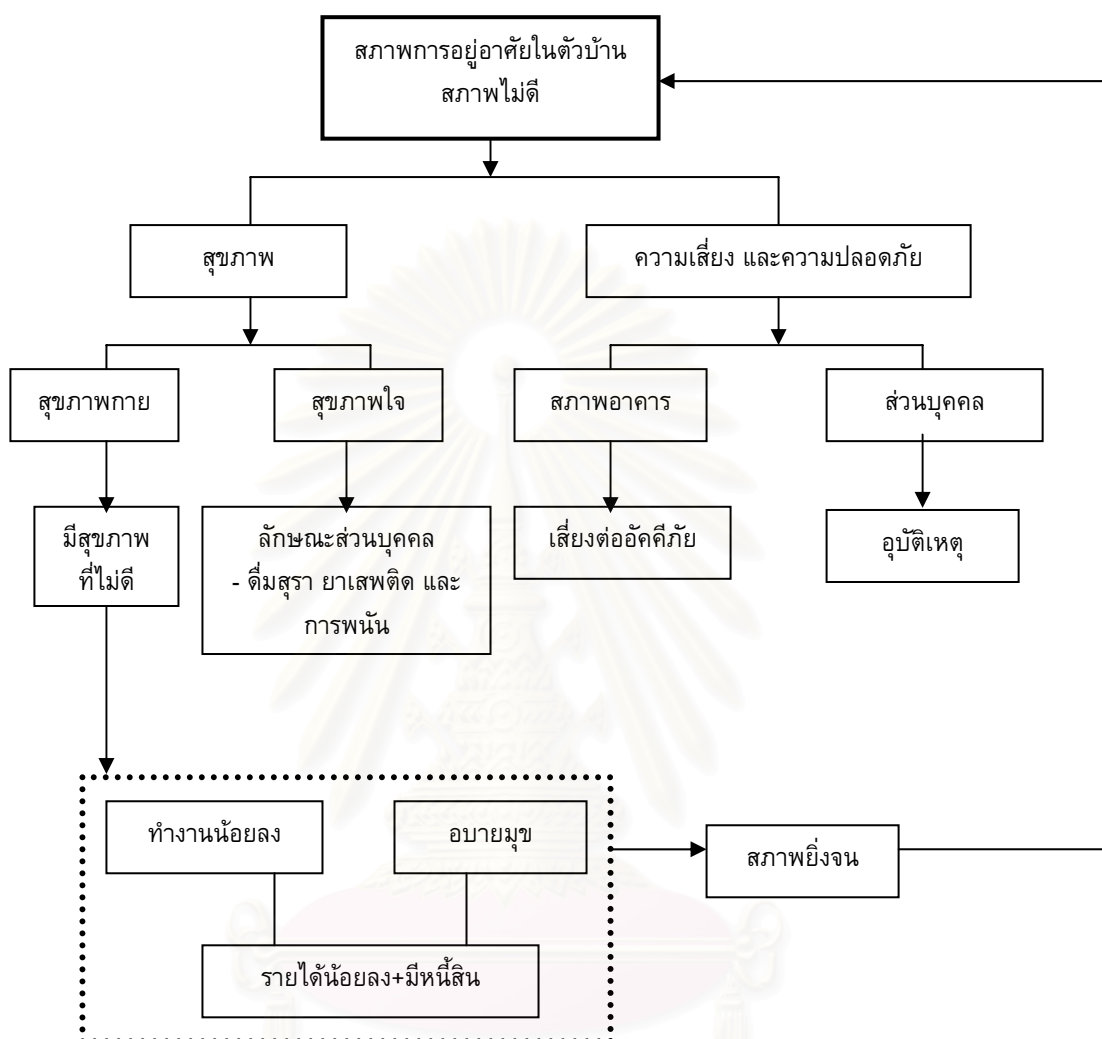 สภาพการอยู่อาศัยในตัวบ้าน
สภาพไม่ดี
สุขภาพ
ความเสี่ยง และความปลอดภัย
สุขภาพกาย
สุขภาพใจ
สภาพอาคาร
ส่วนบุคคล
มีสุขภาพ
ที่ไม่ดี
ลักษณะส่วนบุคคล
- ดื่มสุรา ยาเสพติด และ
การพนัน
เสี่ยงต่ออัคคีภัย
อุบัติเหตุ
ทำงานน้อยลง
อบายมุข
สภาพยิ่งจน
รายได้น้อยลง+มีหนี้สิน